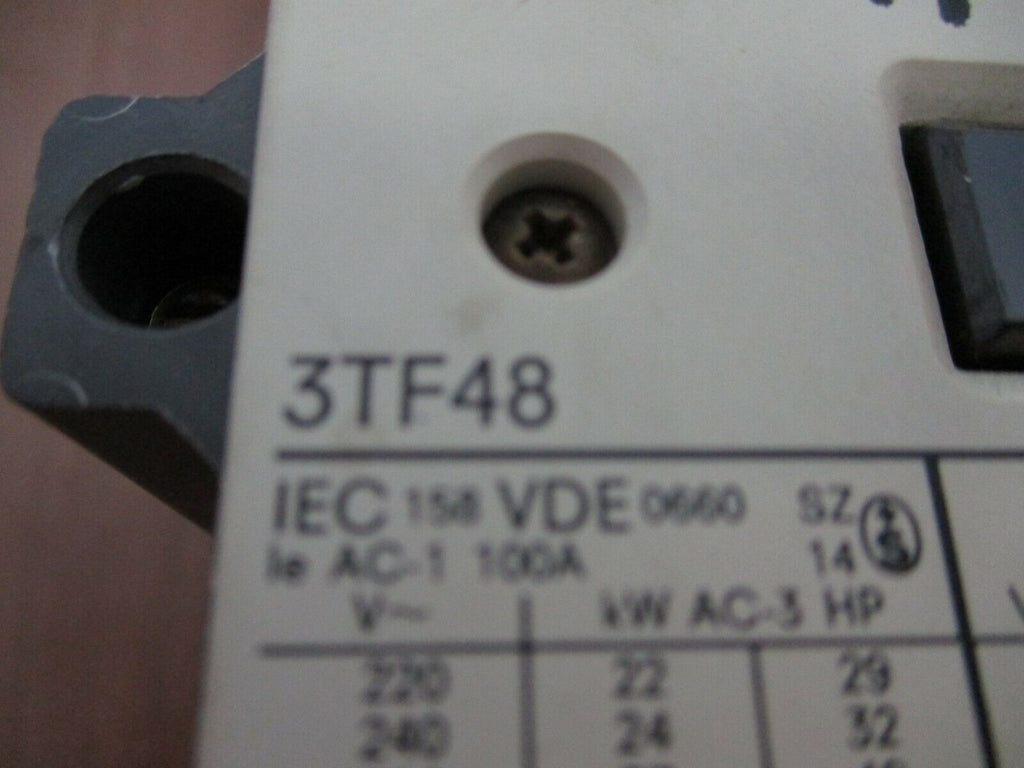 3TF48
IEC 158 VDE 0660 SZ
Ie AC-1 100A 14 S
V~ kW AC-3 HP
220 22 29
240 24 32